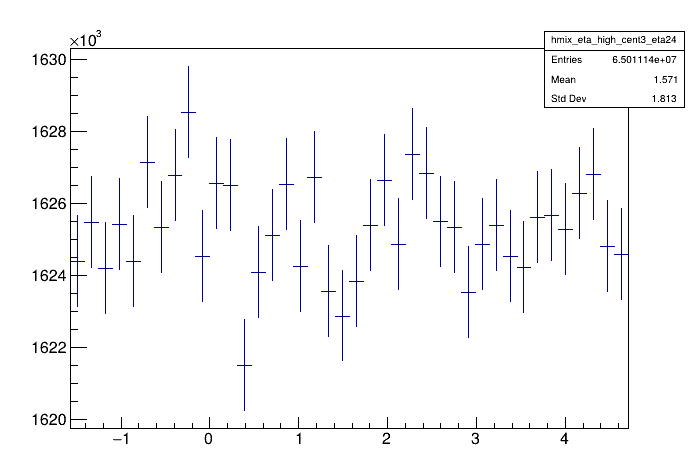 ×10³
hmix_eta_high_cent3_eta24
Entries 6.501114e+07
Mean 1.571
Std Dev 1.813
1630
1628
1626
1624
1622
1620
−1 0 1 2 3 4